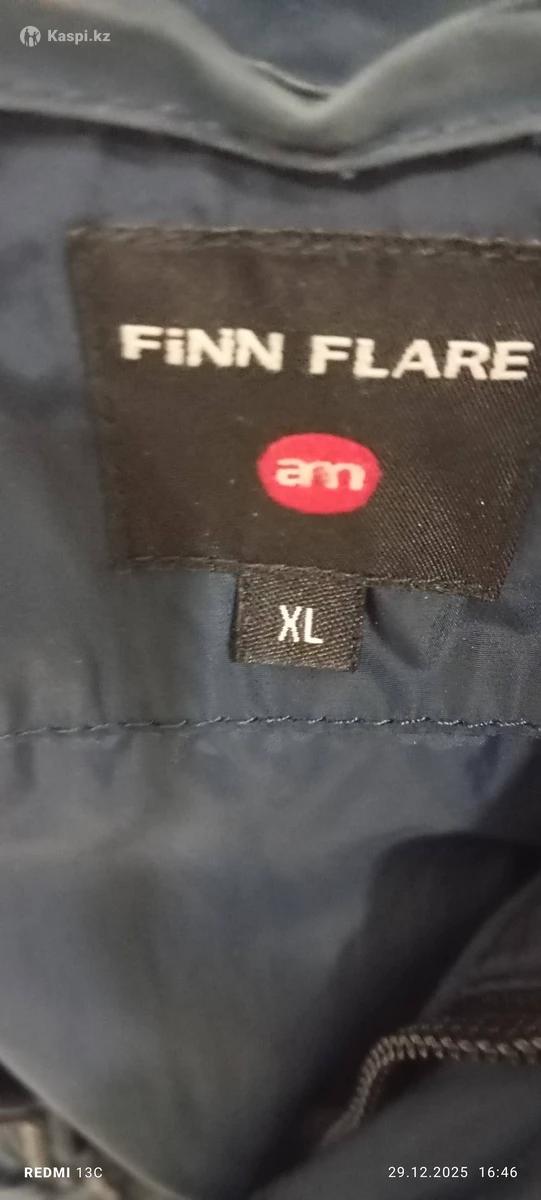 Kaspi.kz
FiNN FLARE
am
XL
REDMI 13C
29.12.2025 16:46